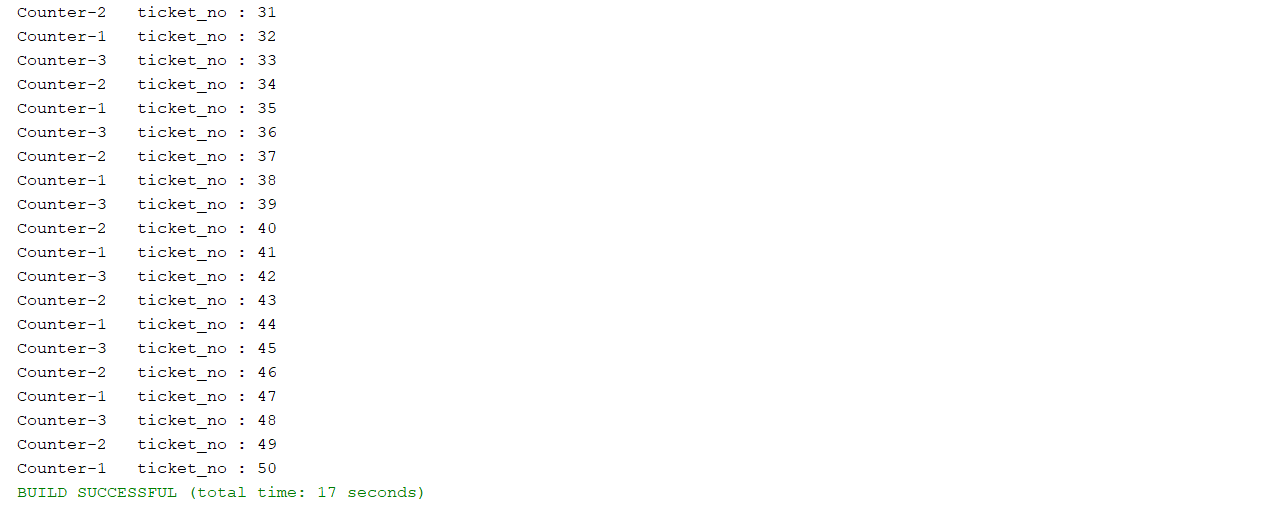 Counter-2   ticket_no : 31
Counter-1   ticket_no : 32
Counter-3   ticket_no : 33
Counter-2   ticket_no : 34
Counter-1   ticket_no : 35
Counter-3   ticket_no : 36
Counter-2   ticket_no : 37
Counter-1   ticket_no : 38
Counter-3   ticket_no : 39
Counter-2   ticket_no : 40
Counter-1   ticket_no : 41
Counter-3   ticket_no : 42
Counter-2   ticket_no : 43
Counter-1   ticket_no : 44
Counter-3   ticket_no : 45
Counter-2   ticket_no : 46
Counter-1   ticket_no : 47
Counter-3   ticket_no : 48
Counter-2   ticket_no : 49
Counter-1   ticket_no : 50
BUILD SUCCESSFUL (total time: 17 seconds)